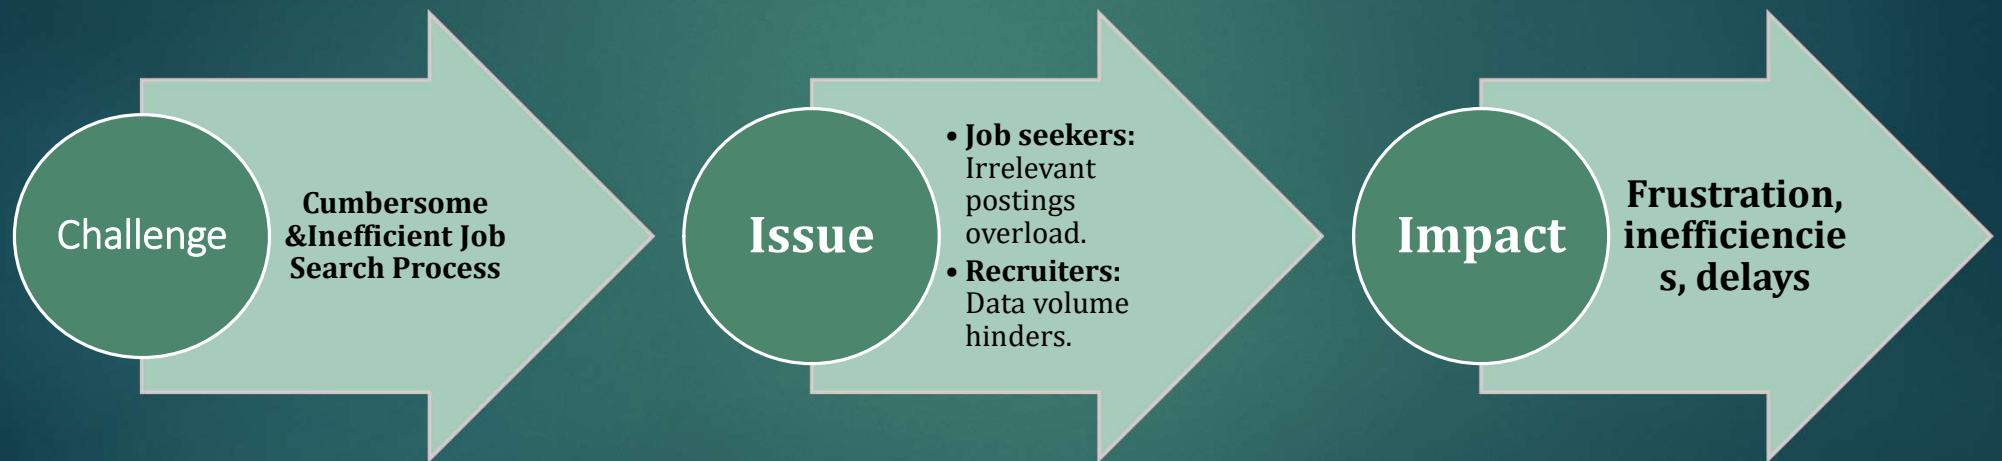 Challenge
Cumbersome
&Inefficient Job
Search Process
Issue
• Job seekers:
Irrelevant
postings
overload.
• Recruiters:
Data volume
hinders.
Impact
Frustration,
inefficiencie
s, delays